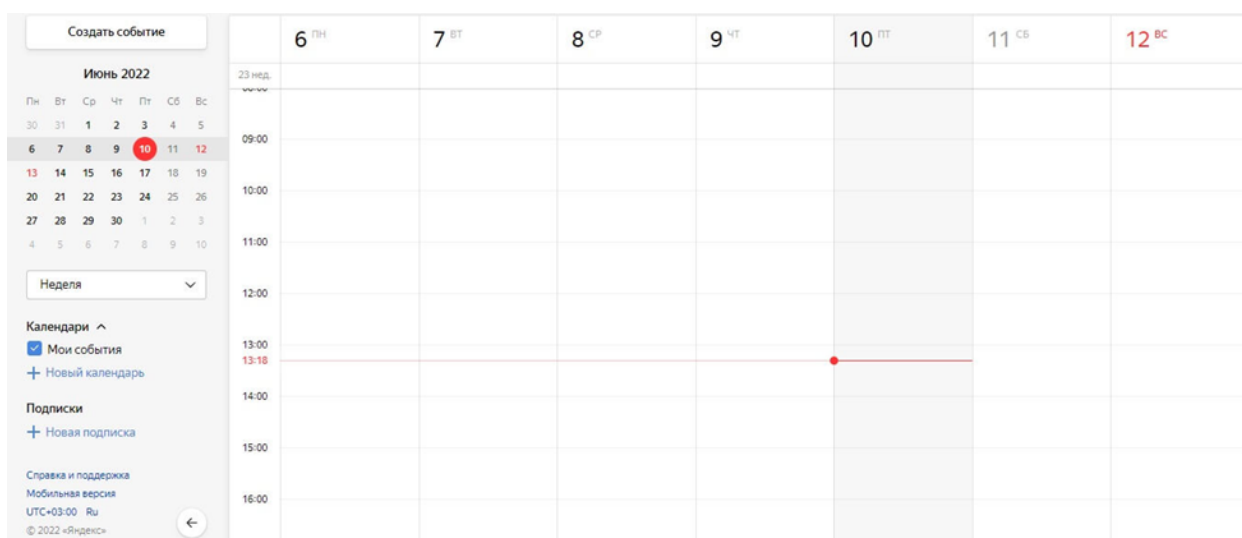 Создать событие
Июнь 2022
Пн Вт Ср Чт Пт Сб Вс
30 31 1 2 3 4 5
6 7 8 9 10 11 12
13 14 15 16 17 18 19
20 21 22 23 24 25 26
27 28 29 30 1 2 3
4 5 6 7 8 9 10
Неделя
Календари
Мои события
+ Новый календарь
Подписки
+ Новая подписка
Справка и поддержка
Мобильная версия
UTC+03:00 Ru
© 2022 «Яндекс»
6 ПН 7 ВТ 8 СР 9 ЧТ 10 ПТ 11 СБ 12 ВС
23 нед.
09:00
10:00
11:00
12:00
13:00
13:18
14:00
15:00
16:00